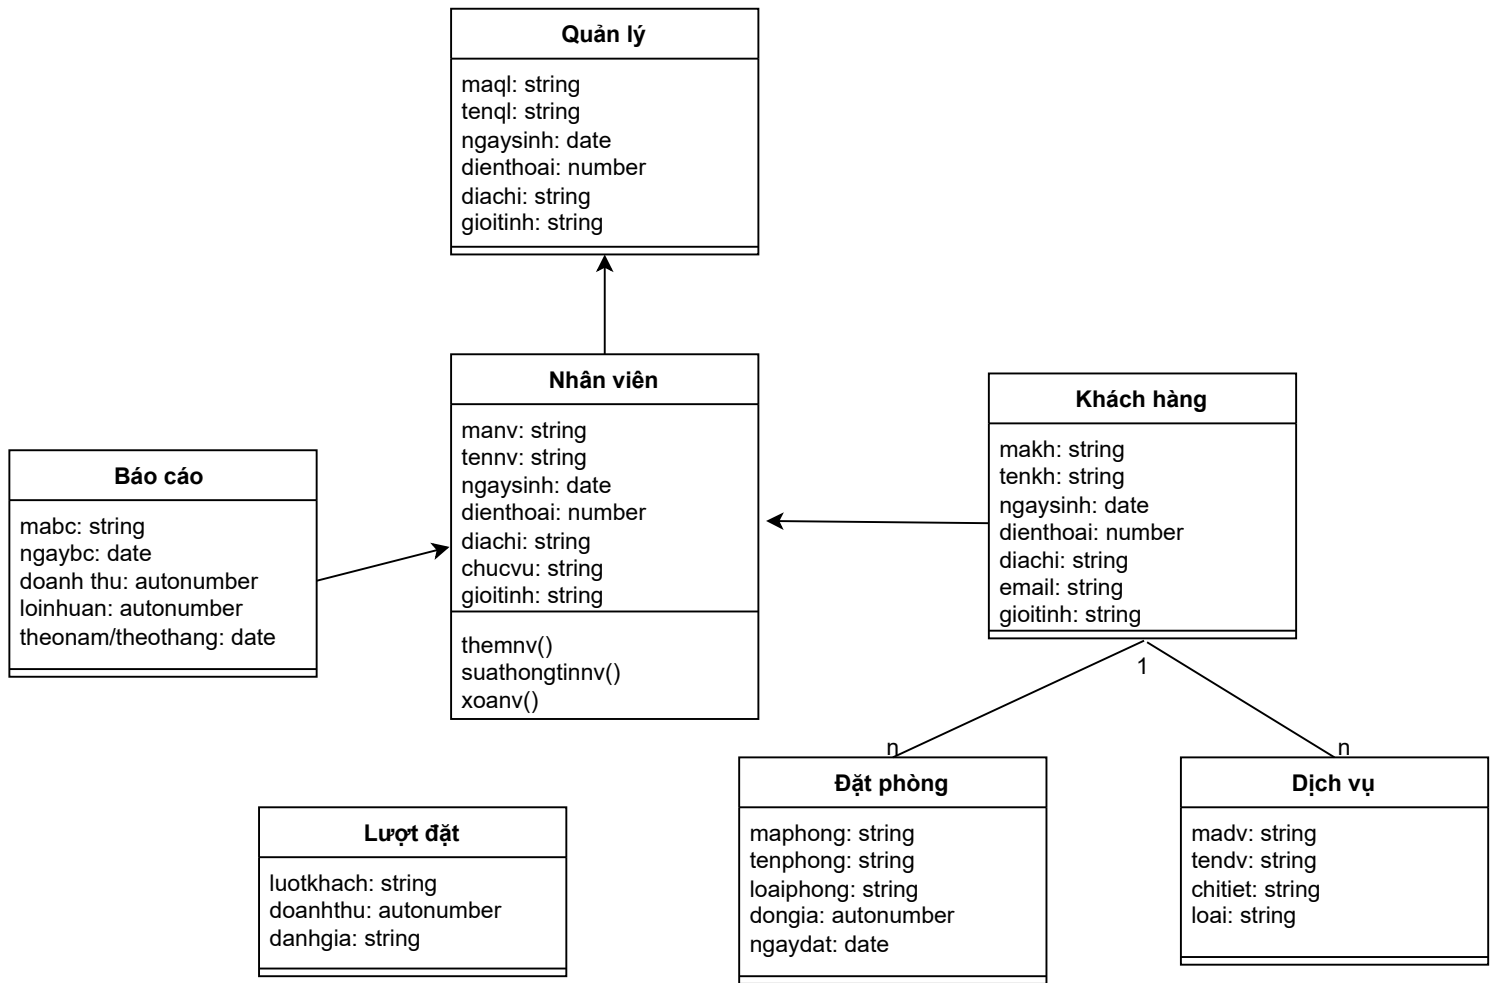 Quản lý
maql: string
tenql: string
ngaysinh: date
dienthoai: number
diachi: string
gioitinh: string
Nhân viên
manv: string
tennv: string
ngaysinh: date
dienthoai: number
diachi: string
chucvu: string
gioitinh: string
themnv()
suathongtinnv()
xoanv()
Khách hàng
makh: string
tenkh: string
ngaysinh: date
dienthoai: number
diachi: string
email: string
gioitinh: string
Báo cáo
mabc: string
ngaybc: date
doanh thu: autonumber
loinhuan: autonumber
theonam/theothang: date
1
n
n
Đặt phòng
maphong: string
tenphong: string
loaiphong: string
dongia: autonumber
ngaydat: date
Dịch vụ
madv: string
tendv: string
chitiet: string
loai: string
Lượt đặt
luotkhach: string
doanhthu: autonumber
danhgia: string